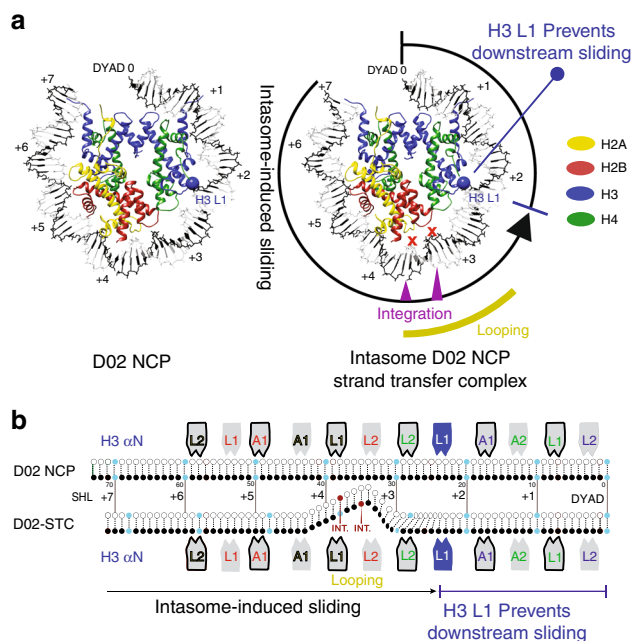 a
H3 L1 Prevents
downstream sliding
DYAD 0
+7
+1
+6
+2
H3 L1
+5
+3
+4
D02 NCP
Intasome-induced sliding
DYAD 0
+7
+1
+6
+2
H3 L1
+5
x
x
+3
+4
Integration
Looping
Intasome D02 NCP
strand transfer complex
H2A
H2B
H3
H4
b
H3 αN L2 L1 A1 A1 L1 L2 L2 L1 A1 A2 L1 L2
D02 NCP
70 60 50 40 30 20 10 0
SHL +7 +6 +5 +4 +3 +2 +1 DYAD
D02-STC
INT. INT.
H3 αN L2 L1 A1 A1 L1 L2 L2 L1 A1 A2 L1 L2
Looping
Intasome-induced sliding
H3 L1 Prevents
downstream sliding